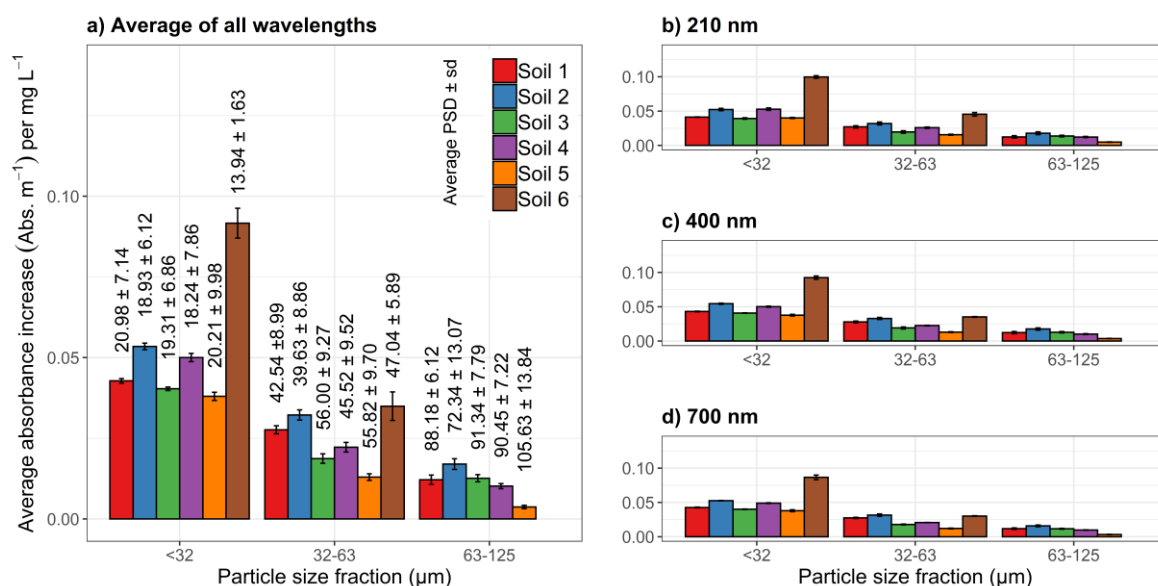 a) Average of all wavelengths
Average absorbance increase (Abs. m⁻¹) per mg L⁻¹
0.10
0.05
0.00
20.98 ± 7.14
18.93 ± 6.12
19.31 ± 6.86
18.24 ± 7.86
20.21 ± 9.98
13.94 ± 1.63
42.54 ±8.99
39.63 ± 8.86
56.00 ± 9.27
45.52 ± 9.52
55.82 ± 9.70
47.04 ± 5.89
88.18 ± 6.12
72.34 ± 13.07
91.34 ± 7.79
90.45 ± 7.22
105.63 ± 13.84
Average PSD ± sd
Soil 1
Soil 2
Soil 3
Soil 4
Soil 5
Soil 6
<32
32-63
63-125
Particle size fraction (μm)
b) 210 nm
0.10
0.05
0.00
<32
32-63
63-125
c) 400 nm
0.10
0.05
0.00
<32
32-63
63-125
d) 700 nm
0.10
0.05
0.00
<32
32-63
63-125
Particle size fraction (μm)